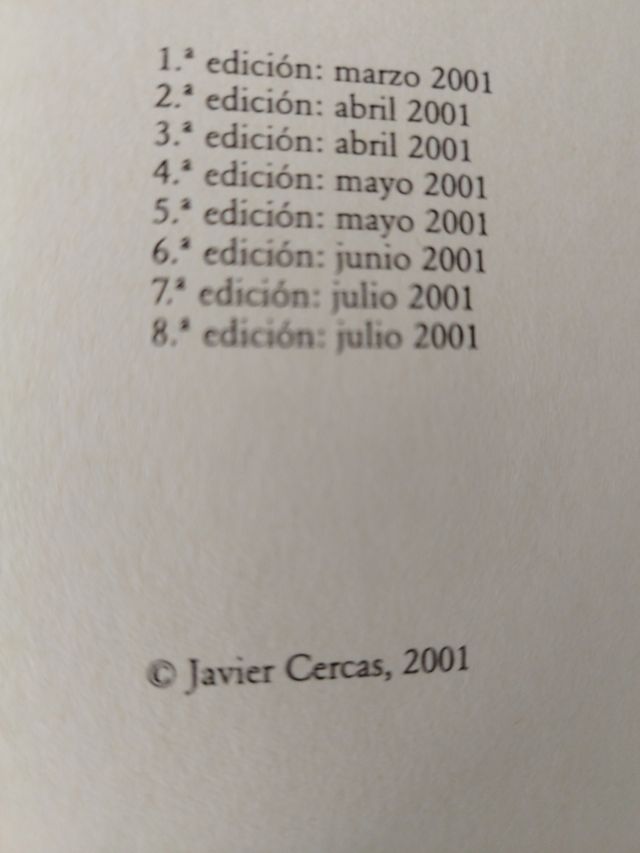 1.ª edición: marzo 2001
2.ª edición: abril 2001
3.ª edición: abril 2001
4.ª edición: mayo 2001
5.ª edición: mayo 2001
6.ª edición: junio 2001
7.ª edición: julio 2001
8.ª edición: julio 2001
© Javier Cercas, 2001